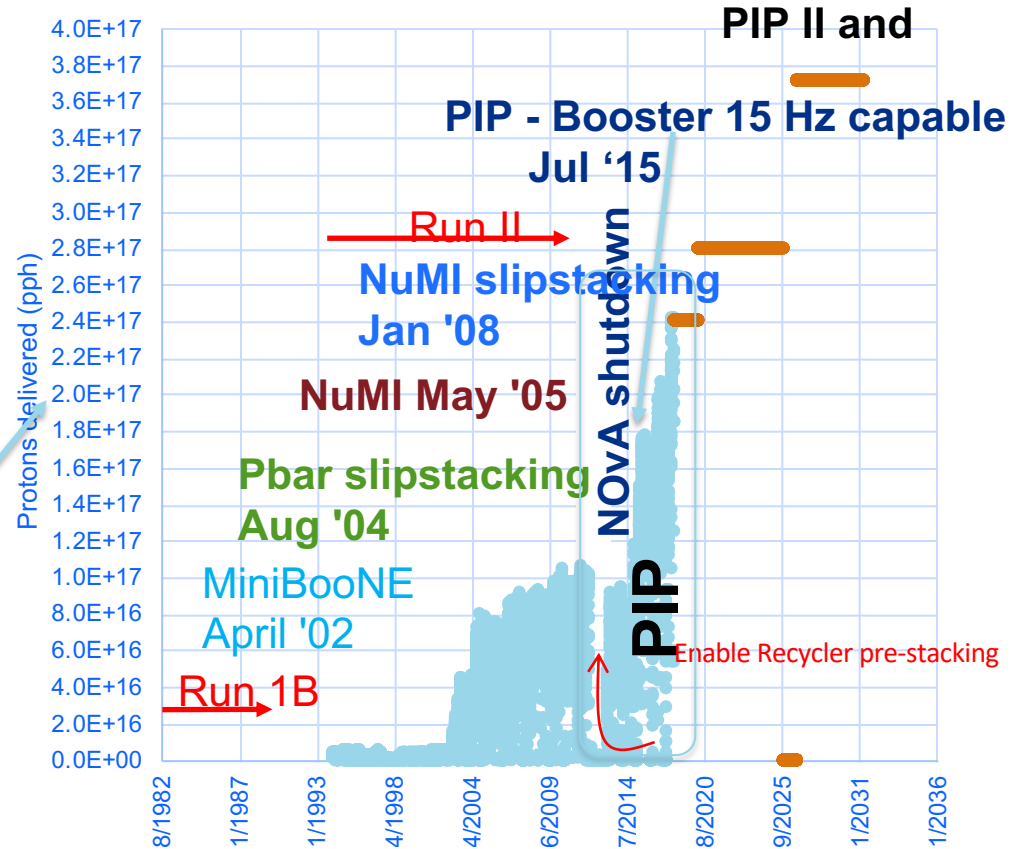 PIP II and
4.0E+17
3.8E+17
3.6E+17
3.4E+17
3.2E+17
3.0E+17
2.8E+17
2.6E+17
2.4E+17
2.2E+17
2.0E+17
1.8E+17
1.6E+17
1.4E+17
1.2E+17
1.0E+17
8.0E+16
6.0E+16
4.0E+16
2.0E+16
0.0E+00
Protons delivered (pph)
PIP - Booster 15 Hz capable
Jul ‘15
Run II
NuMI slipstacking
Jan '08
NuMI May '05
NOvA shutdown
Pbar slipstacking
Aug '04
MiniBooNE
April '02
PIP
Enable Recycler pre-stacking
Run 1B
8/1982
1/1987
1/1993
4/1998
4/2004
6/2009
7/2014
8/2020
9/2025
1/2031
1/2036